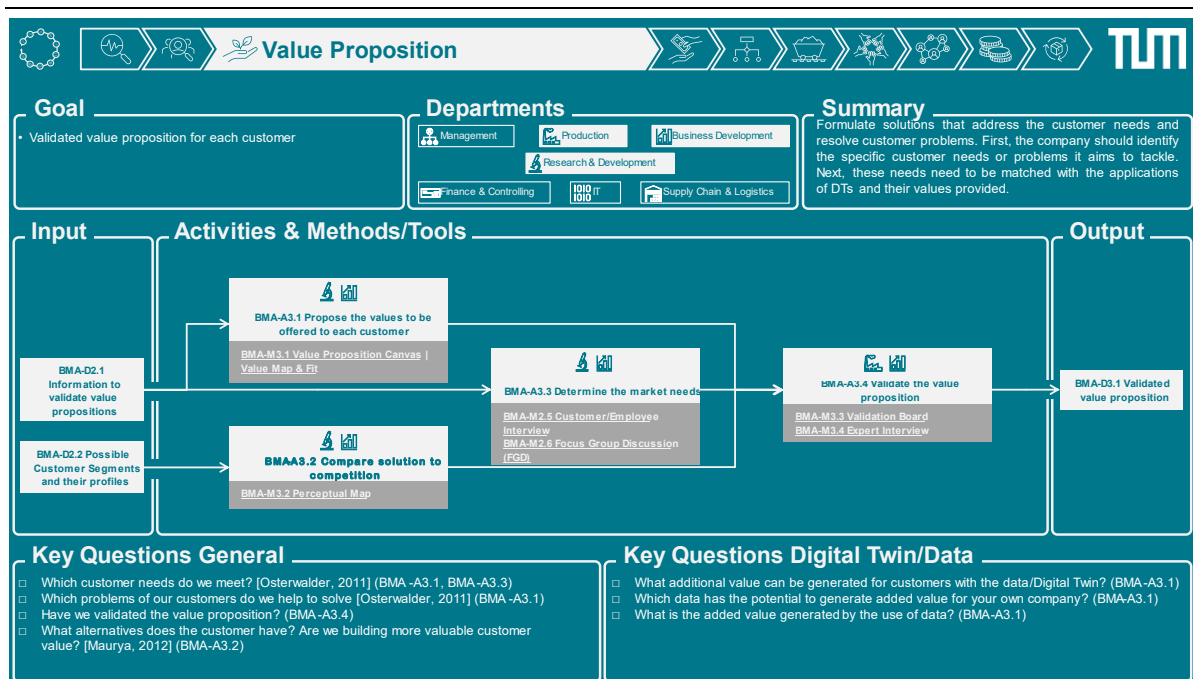 Value Proposition
TUM
Goal
• Validated value proposition for each customer
Departments
Management
Production
Business Development
Research & Development
Finance & Controlling
1010
1010
IT
Supply Chain & Logistics
Summary
Formulate solutions that address the customer needs and
resolve customer problems. First, the company should identify
the specific customer needs or problems it aims to tackle.
Next, these needs need to be matched with the applications
of DTs and their values provided.
Input
BMA-D2.1
Information to
validate value
propositions
BMA-D2.2 Possible
Customer Segments
and their profiles
Activities & Methods/Tools
BMA-A3.1 Propose the values to be
offered to each customer
BMA-M3.1 Value Proposition Canvas |
Value Map & Fit
BMAA3.2 Compare solution to
competition
BMA-M3.2 Perceptual Map
BMA-A3.3 Determine the market needs
BMA-M2.5 Customer/Employee
Interview
BMA-M2.6 Focus Group Discussion
(FGD)
BMA-A3.4 Validate the value
proposition
BMA-M3.3 Validation Board
BMA-M3.4 Expert Interview
Output
BMA-D3.1 Validated
value proposition
Key Questions General
□ Which customer needs do we meet? [Osterwalder, 2011] (BMA -A3.1, BMA-A3.3)
□ Which problems of our customers do we help to solve [Osterwalder, 2011] (BMA -A3.1)
□ Have we validated the value proposition? (BMA-A3.4)
□ What alternatives does the customer have? Are we building more valuable customer
value? [Maurya, 2012] (BMA-A3.2)
Key Questions Digital Twin/Data
□ What additional value can be generated for customers with the data/Digital Twin? (BMA-A3.1)
□ Which data has the potential to generate added value for your own company? (BMA-A3.1)
□ What is the added value generated by the use of data? (BMA-A3.1)